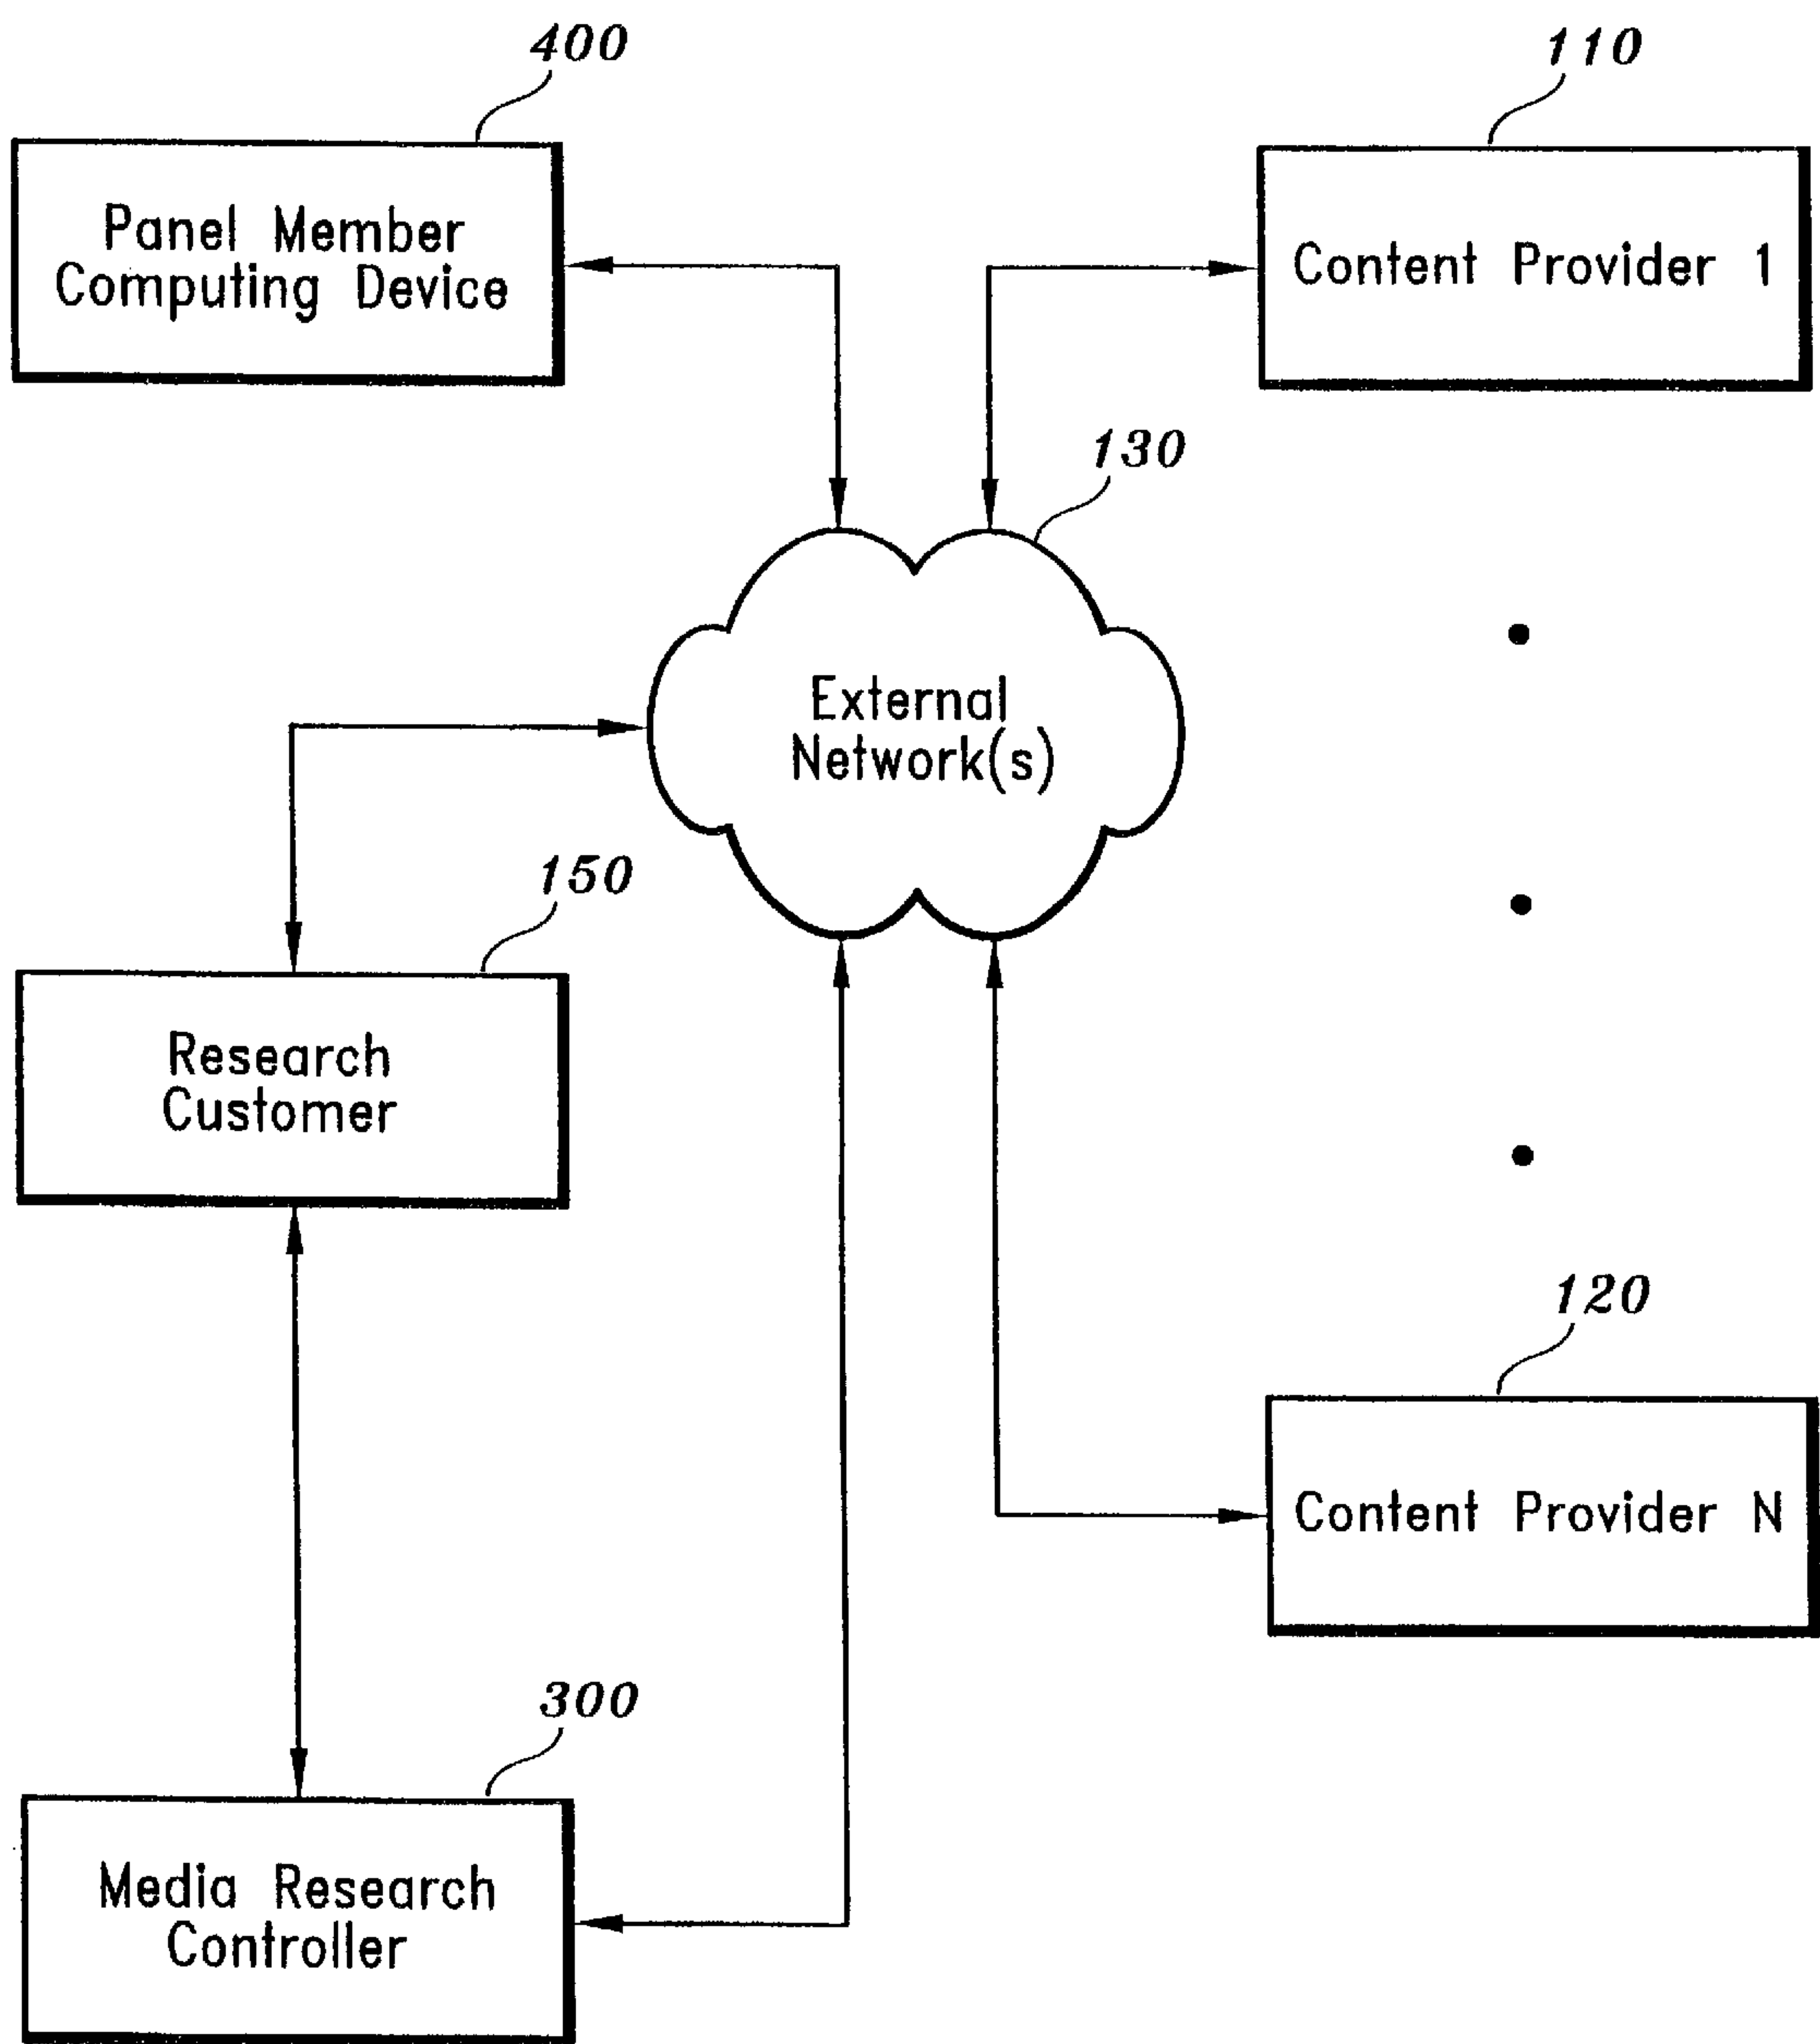 400
110
Panel Member
Computing Device
Content Provider 1
130
External
Network(s)
150
Research
Customer
120
Content Provider N
300
Media Research
Controller